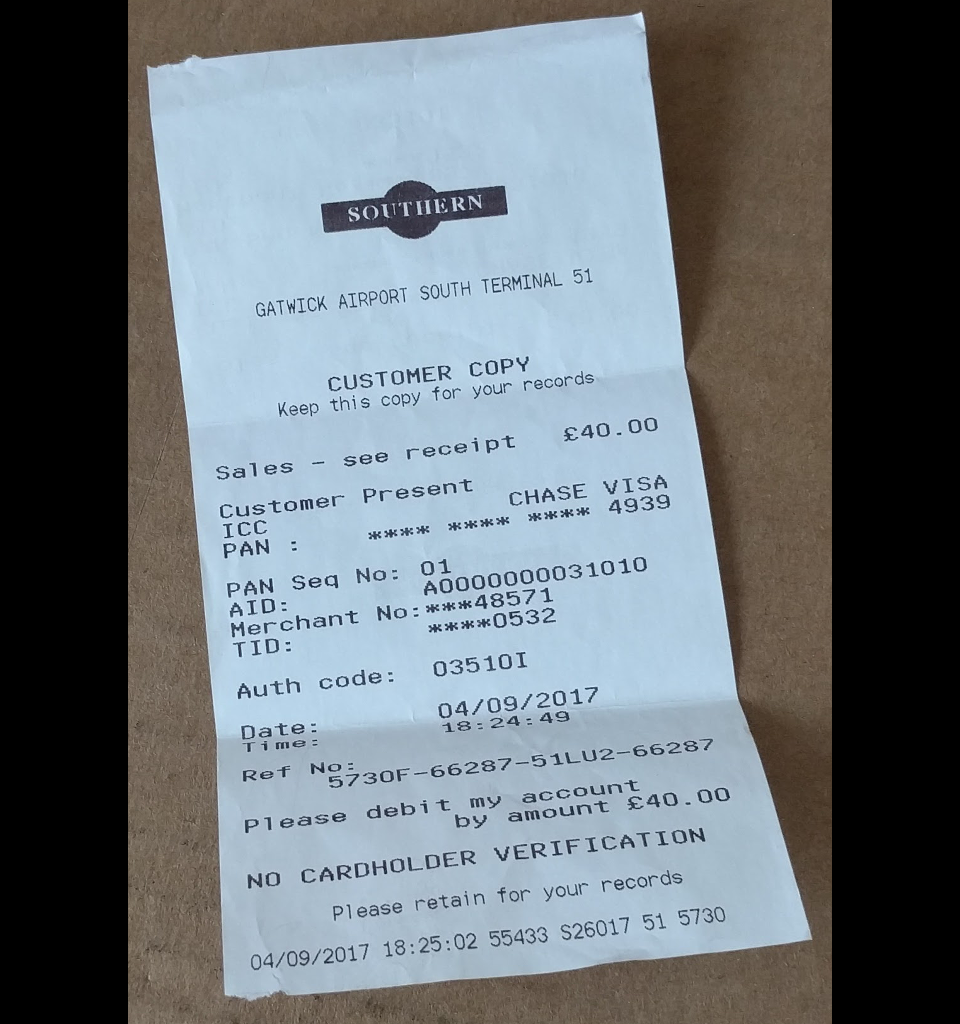 SOUTHERN
GATWICK AIRPORT SOUTH TERMINAL 51
CUSTOMER COPY
Keep this copy for your records
Sales - see receipt £40.00
Customer Present
ICC CHASE VISA
PAN : **** **** **** 4939
PAN Seq No: 01
AID: A0000000031010
Merchant No:***48571
TID: ****0532
Auth code: 03510I
Date: 04/09/2017
Time: 18:24:49
Ref No:
5730F-66287-51LU2-66287
Please debit my account
by amount £40.00
NO CARDHOLDER VERIFICATION
Please retain for your records
04/09/2017 18:25:02 55433 S26017 51 5730